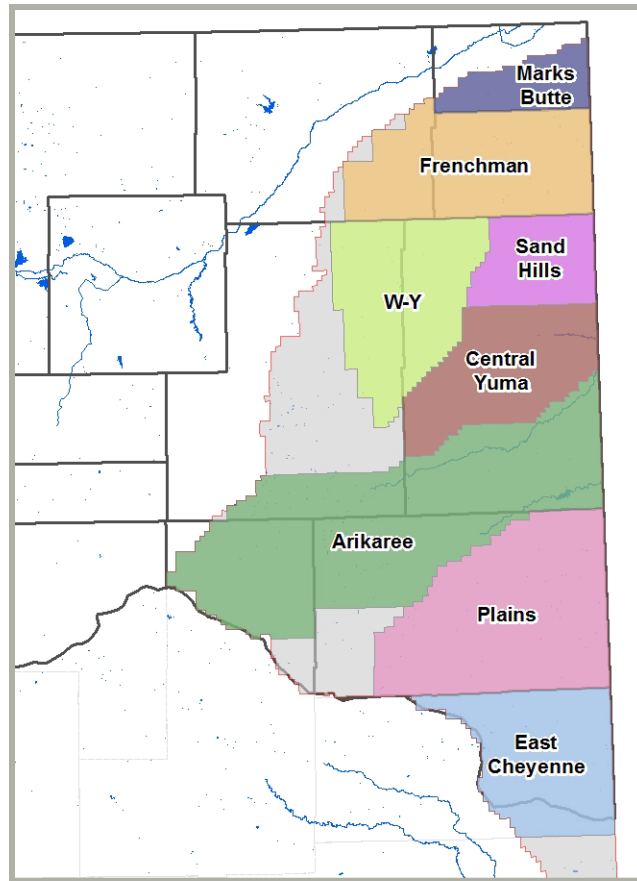 Marks
Butte
Frenchman
Sand
Hills
W-Y
Central
Yuma
Arikaree
Plains
East
Cheyenne